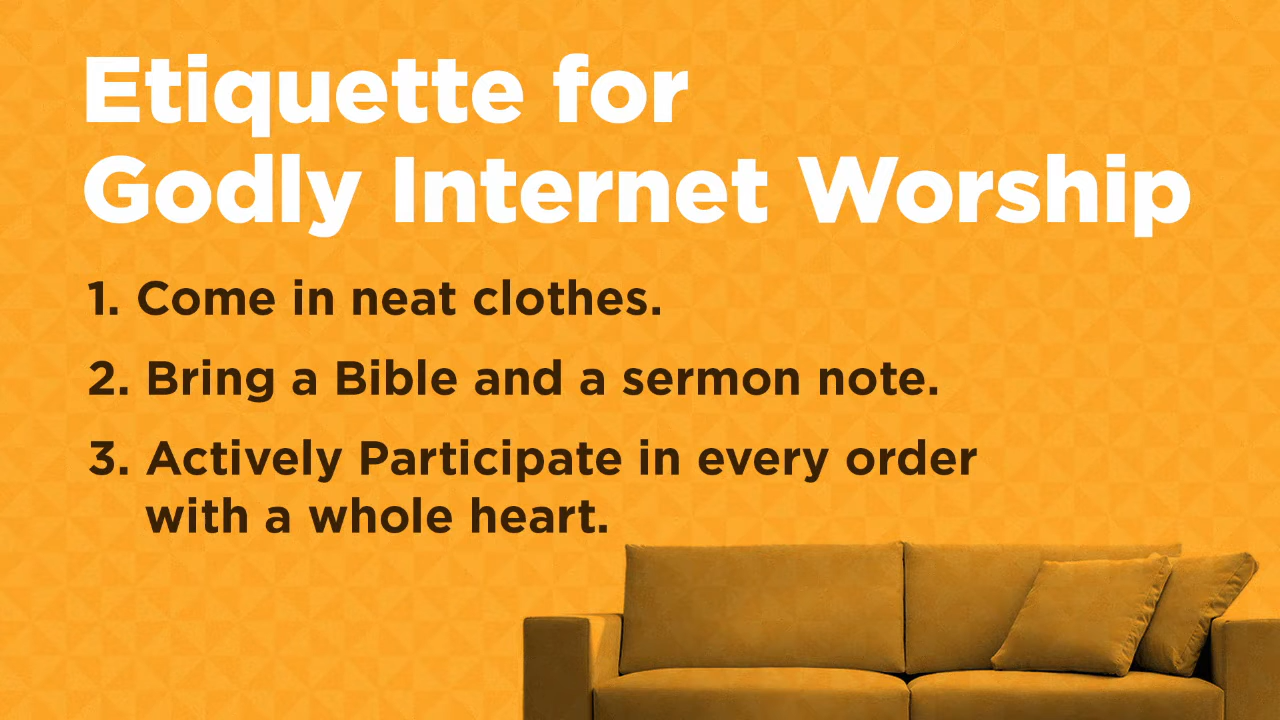 Etiquette for
Godly Internet Worship
1. Come in neat clothes.
2. Bring a Bible and a sermon note.
3. Actively Participate in every order
with a whole heart.